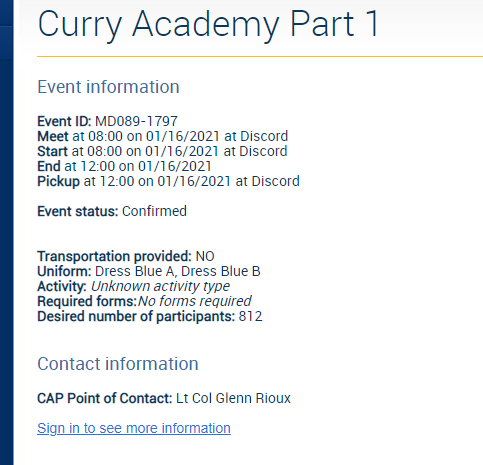 Curry Academy Part 1
Event information
Event ID: MD089-1797
Meet at 08:00 on 01/16/2021 at Discord
Start at 08:00 on 01/16/2021 at Discord
End at 12:00 on 01/16/2021
Pickup at 12:00 on 01/16/2021 at Discord
Event status: Confirmed
Transportation provided: NO
Uniform: Dress Blue A, Dress Blue B
Activity: Unknown activity type
Required forms:No forms required
Desired number of participants: 812
Contact information
CAP Point of Contact: Lt Col Glenn Rioux
Sign in to see more information